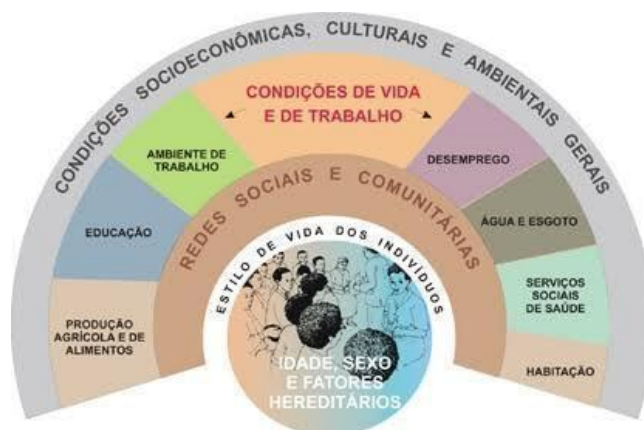 CONDIÇÕES SOCIOECONÔMICAS, CULTURAIS E AMBIENTAIS GERAIS
CONDIÇÕES DE VIDA
E DE TRABALHO
AMBIENTE DE
TRABALHO
DESEMPREGO
REDES SOCIAIS E COMUNITÁRIAS
EDUCAÇÃO
ÁGUA E ESGOTO
ESTILO DE VIDA DOS INDIVÍDUOS
PRODUÇÃO
AGRÍCOLA E DE
ALIMENTOS
SERVIÇOS
SOCIAIS
DE SAÚDE
HABITAÇÃO
IDADE, SEXO
E FATORES
HEREDITÁRIOS